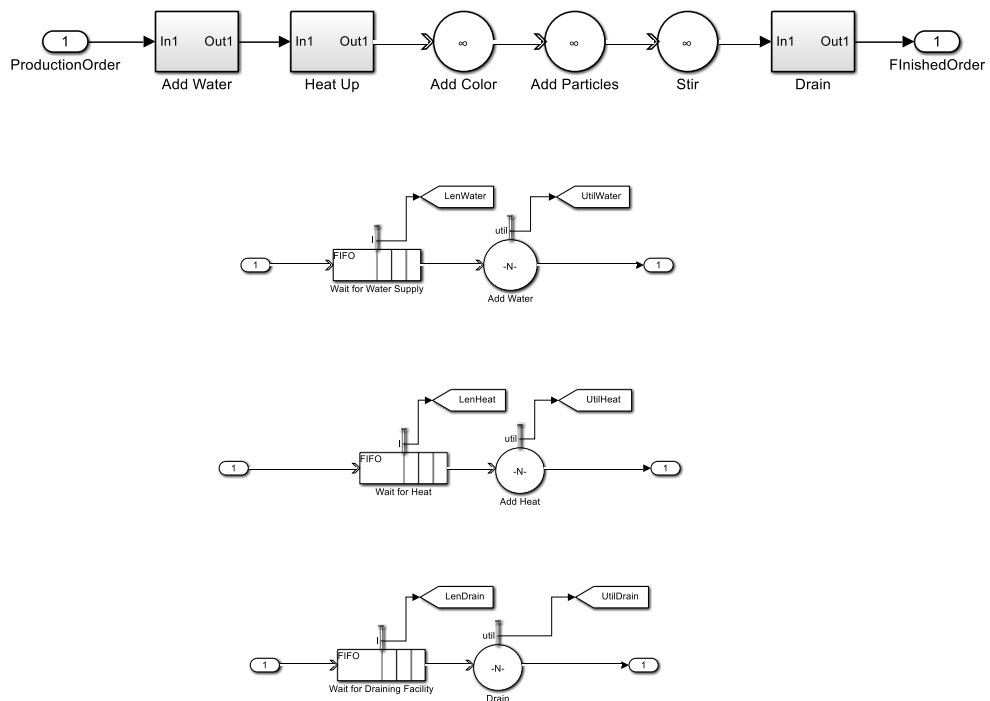 1
In1 Out1
In1 Out1
∞
∞
∞
In1 Out1
1
ProductionOrder
Add Water
Heat Up
Add Color
Add Particles
Stir
Drain
FInishedOrder
LenWater
UtilWater
l
util
FIFO
1
-N-
1
Wait for Water Supply
Add Water
LenHeat
UtilHeat
l
util
FIFO
1
-N-
1
Wait for Heat
Add Heat
LenDrain
UtilDrain
l
util
FIFO
1
-N-
1
Wait for Draining Facility
Drain